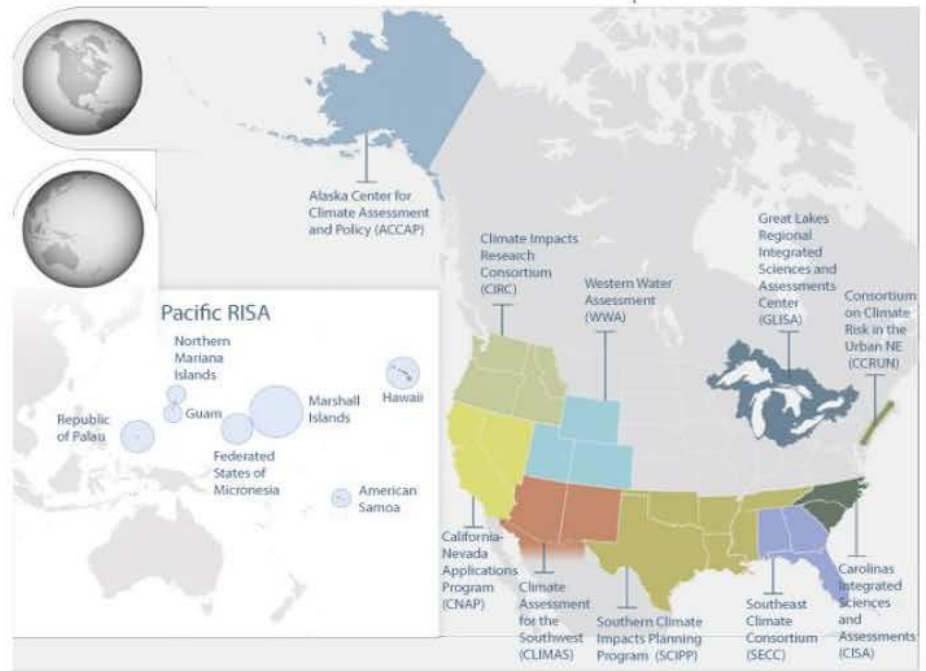 Alaska Center for
Climate Assessment
and Policy (ACCAP)
Climate Impacts
Research
Consortium
(CIRC)
Western Water
Assessment
(WWA)
Great Lakes
Regional
Integrated
Sciences and
Assessments
Center
(GLISA)
Consortium
on Climate
Risk in the
Urban NE
(CCRUN)
Pacific RISA
Northern
Mariana
Islands
Guam
Republic
of Palau
Federated
States of
Micronesia
Marshall
Islands
Hawaii
American
Samoa
California-
Nevada
Applications
Program
(CNAP)
Climate
Assessment
for the
Southwest
(CLIMAS)
Southern Climate
Impacts Planning
Program (SCIPP)
Southeast
Climate
Consortium
(SECC)
Carolinas
Integrated
Sciences
and
Assessments
(CISA)